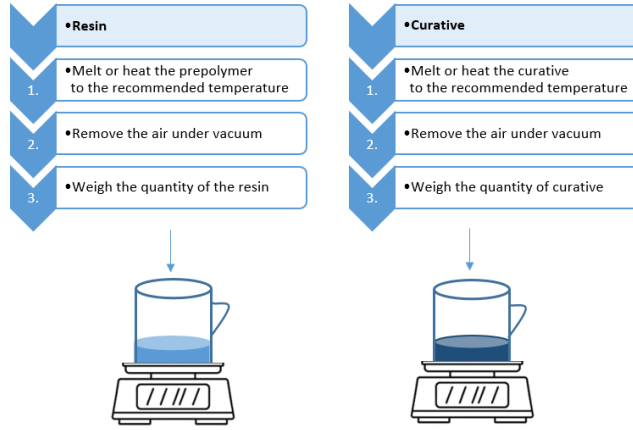 •Resin
1.
•Melt or heat the prepolymer
to the recommended temperature
2.
•Remove the air under vacuum
3.
•Weigh the quantity of the resin
•Curative
1.
•Melt or heat the curative
to the recommended temperature
2.
•Remove the air under vacuum
3.
•Weigh the quantity of curative